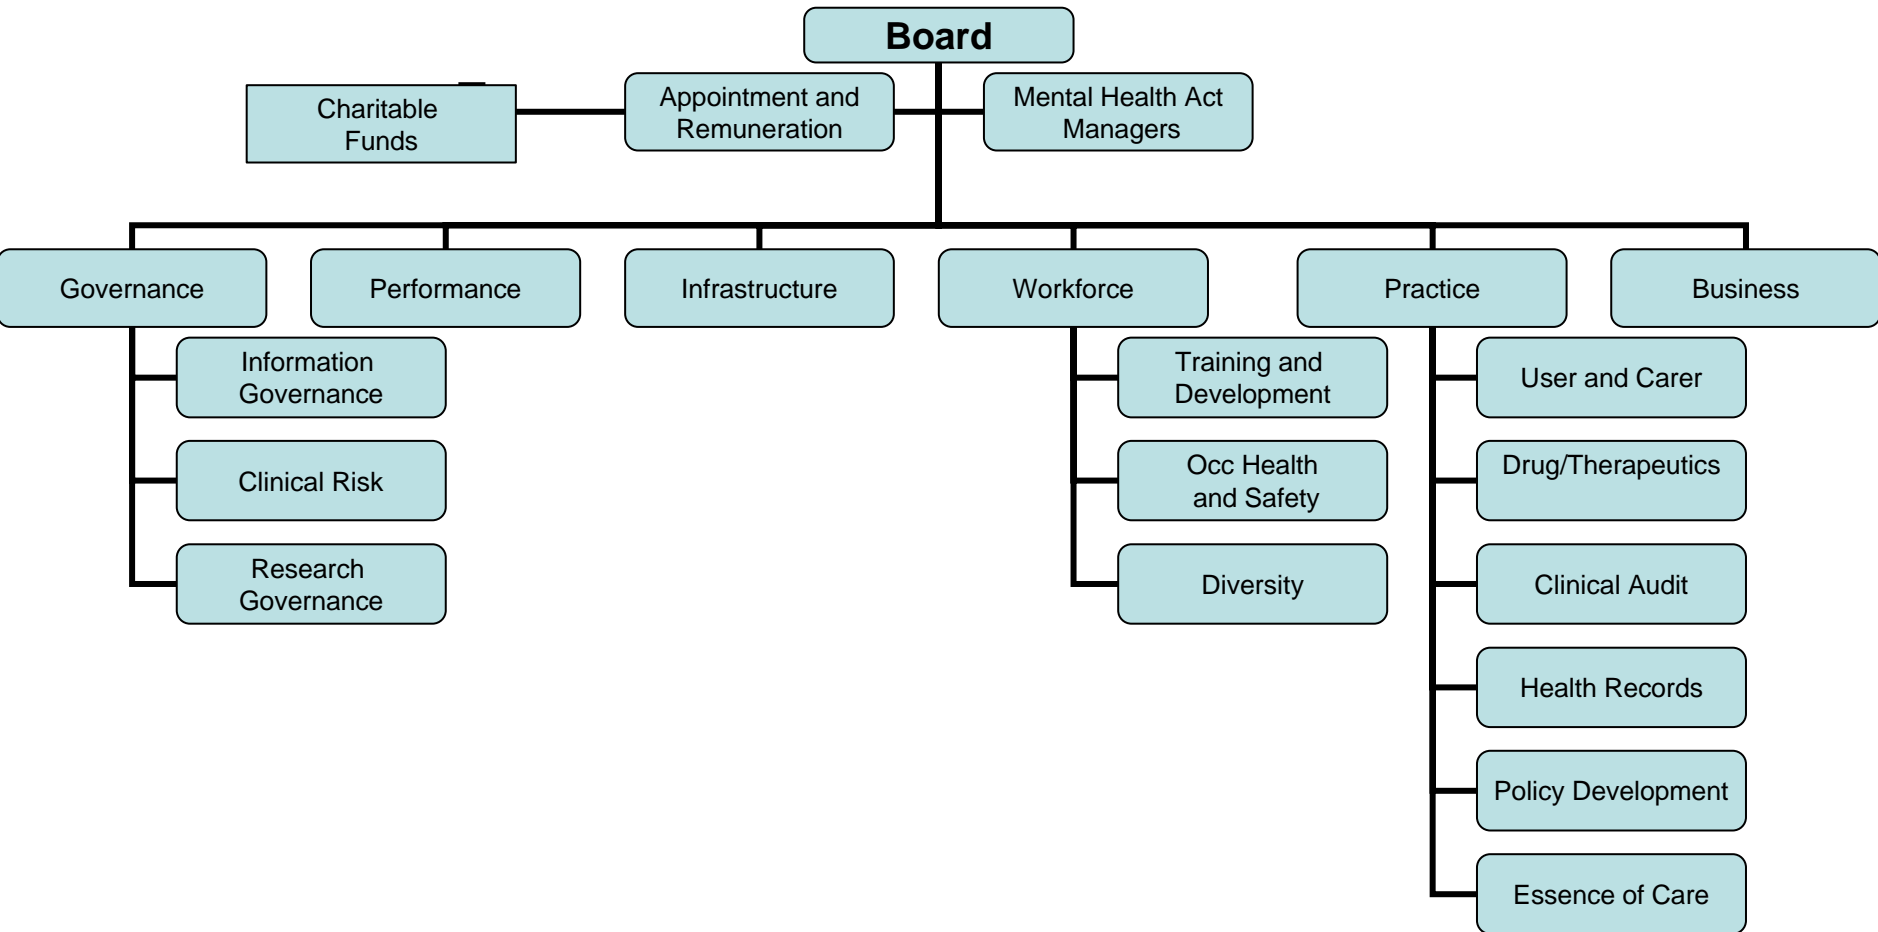 Board
Charitable
Funds
Appointment and
Remuneration
Mental Health Act
Managers
Governance
Performance
Infrastructure
Workforce
Practice
Business
Information
Governance
Clinical Risk
Research
Governance
Training and
Development
Occ Health
and Safety
Diversity
User and Carer
Drug/Therapeutics
Clinical Audit
Health Records
Policy Development
Essence of Care